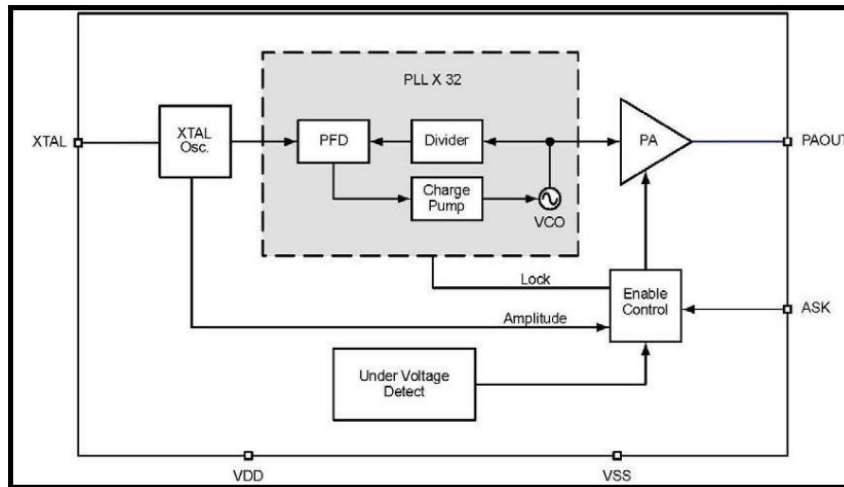 PLL X 32
XTAL
XTAL
Osc.
PFD
Divider
PA
PAOUT
Charge
Pump
VCO
Lock
Enable
Control
ASK
Amplitude
Under Voltage
Detect
VDD
VSS